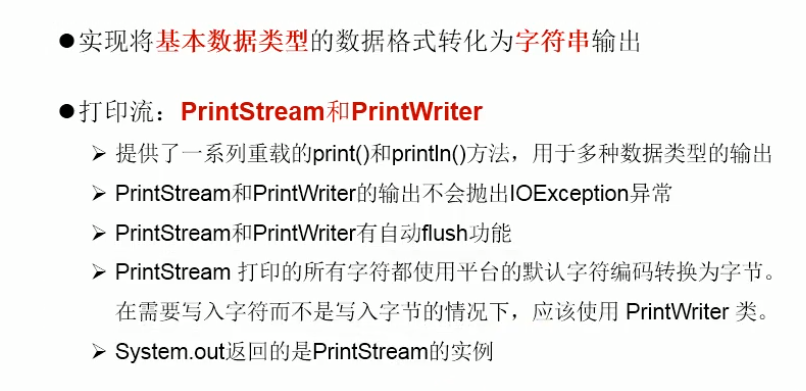 ●实现将基本数据类型的数据格式转化为字符串输出
●打印流：PrintStream和PrintWriter
➢ 提供了一系列重载的print()和println()方法，用于多种数据类型的输出
➢ PrintStream和PrintWriter的输出不会抛出IOException异常
➢ PrintStream和PrintWriter有自动flush功能
➢ PrintStream 打印的所有字符都使用平台的默认字符编码转换为字节。
在需要写入字符而不是写入字节的情况下，应该使用 PrintWriter 类。
➢ System.out返回的是PrintStream的实例